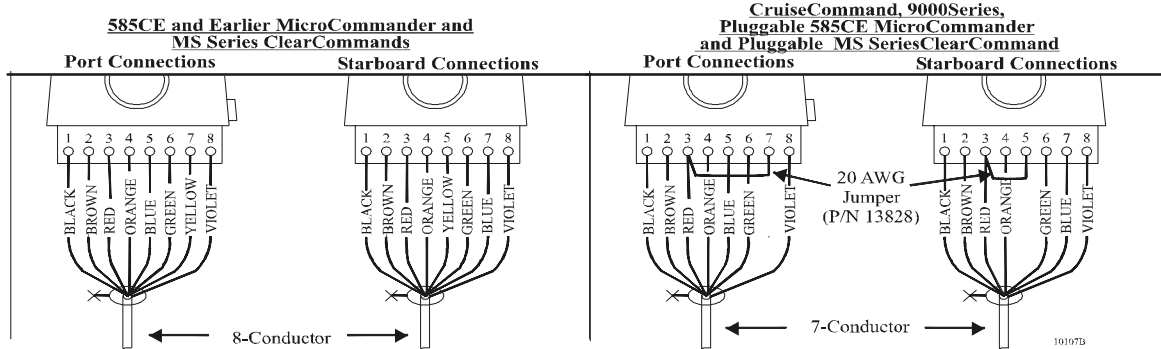 585CE and Earlier MicroCommander and
MS Series ClearCommands
Port Connections
Starboard Connections
1 2 3 4 5 6 7 8
BLACK
BROWN
RED
ORANGE
BLUE
GREEN
YELLOW
VIOLET
1 2 3 4 5 6 7 8
BLACK
BROWN
RED
ORANGE
YELLOW
GREEN
BLUE
VIOLET
8-Conductor
CruiseCommand, 9000Series,
Pluggable 585CE MicroCommander
and Pluggable MS SeriesClearCommand
Port Connections
Starboard Connections
1 2 3 4 5 6 7 8
BLACK
BROWN
RED
ORANGE
BLUE
GREEN
VIOLET
20 AWG
Jumper
(P/N 13828)
1 2 3 4 5 6 7 8
BLACK
BROWN
RED
ORANGE
GREEN
BLUE
VIOLET
7-Conductor
10107B